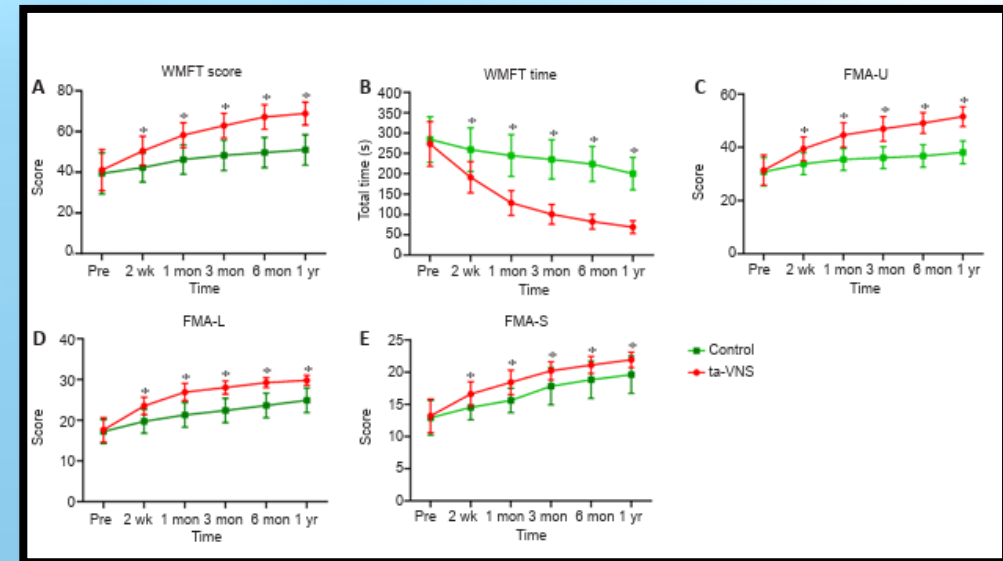 A
WMFT score
80
60
40
20
0
Score
Pre 2 wk 1 mon 3 mon 6 mon 1 yr
Time
*
*
*
*
*
B
WMFT time
400
350
300
250
200
150
100
50
0
Total time (s)
Pre 2 wk 1 mon 3 mon 6 mon 1 yr
Time
*
*
*
*
*
C
FMA-U
60
40
20
0
Score
Pre 2 wk 1 mon 3 mon 6 mon 1 yr
Time
*
*
*
*
*
D
FMA-L
40
30
20
10
0
Score
Pre 2 wk 1 mon 3 mon 6 mon 1 yr
Time
*
*
*
*
*
E
FMA-S
25
20
15
10
5
0
Score
Pre 2 wk 1 mon 3 mon 6 mon 1 yr
Time
*
*
*
*
*
Control
ta-VNS